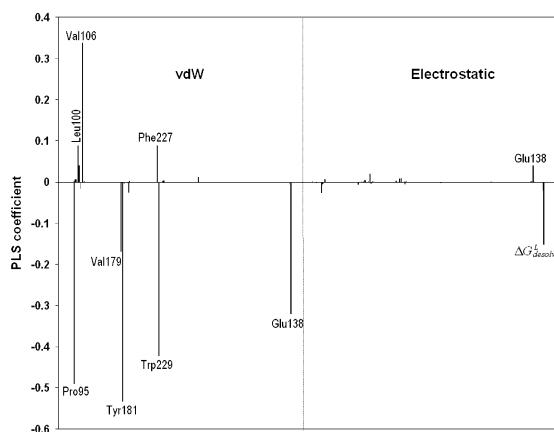 0.4
Val106
0.3
vdW
Electrostatic
0.2
Leu100
0.1
Phe227
Glu138
0
PLS coefficient
-0.1
Val179
ΔG^L_desolv
-0.2
-0.3
Glu138
-0.4
Trp229
Pro95
-0.5
Tyr181
-0.6